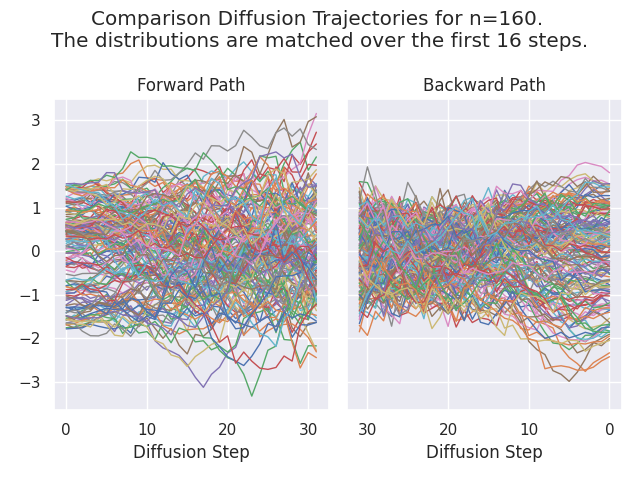 Comparison Diffusion Trajectories for n=160.
The distributions are matched over the first 16 steps.
Forward Path
Backward Path
3
2
1
0
−1
−2
−3
0 10 20 30
30 20 10 0
Diffusion Step
Diffusion Step